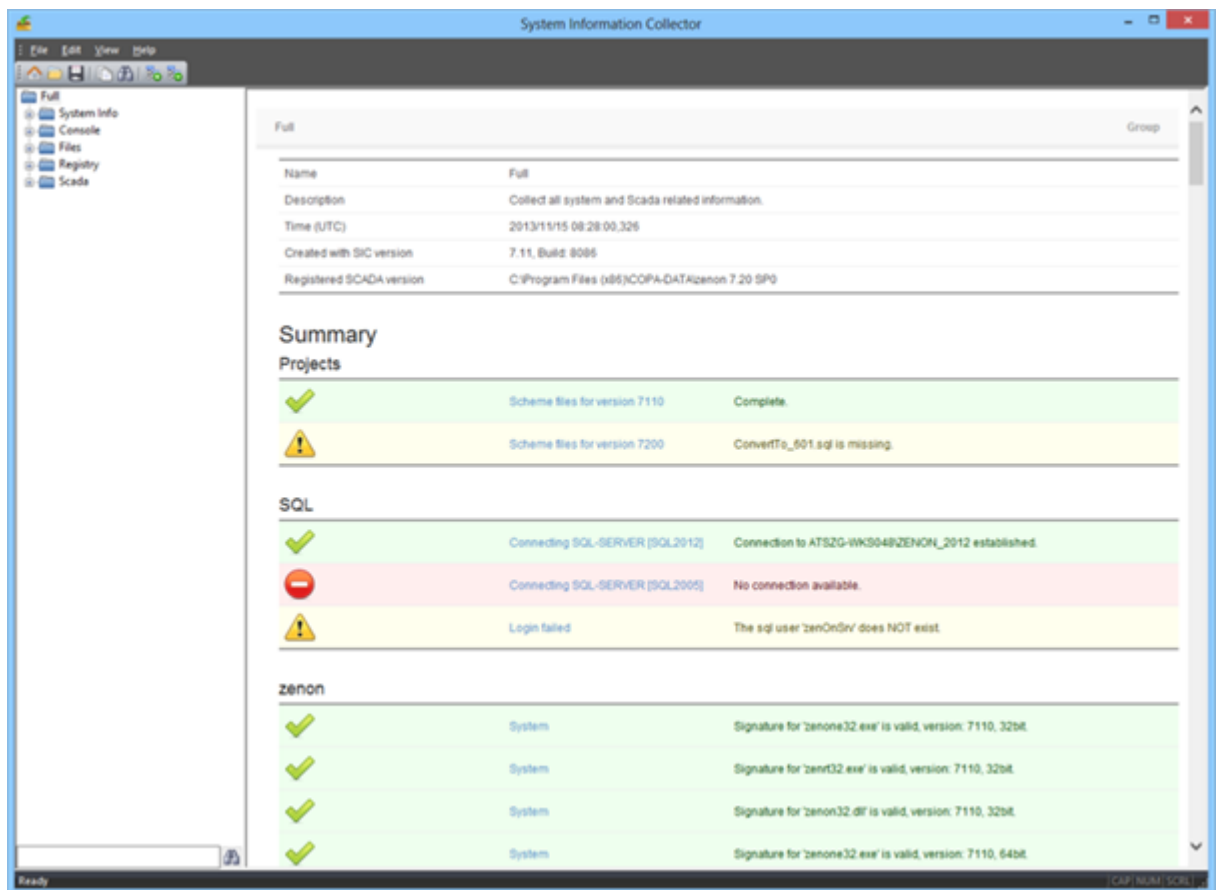 System Information Collector
File Edit View Help
Full
System Info
Console
Files
Registry
Scada
Full Group
Name Full
Description Collect all system and Scada related information.
Time (UTC) 2013/11/15 08:28:00,326
Created with SIC version 7.11, Build: 8086
Registered SCADA version C:\Program Files (x86)\COPA-DATA\zenon 7.20 SP0
Summary
Projects
Scheme files for version 7110 Complete.
Scheme files for version 7200 ConvertTo_601.sql is missing.
SQL
Connecting SQL-SERVER [SQL2012] Connection to ATSZG-WKS048\ZENON_2012 established.
Connecting SQL-SERVER [SQL2005] No connection available.
Login failed The sql user 'zenOnSrv' does NOT exist.
zenon
System Signature for 'zenone32.exe' is valid, version: 7110, 32bit.
System Signature for 'zenrt32.exe' is valid, version: 7110, 32bit.
System Signature for 'zenon32.dll' is valid, version: 7110, 32bit.
System Signature for 'zenone32.exe' is valid, version: 7110, 64bit.
Ready CAP NUM SCRL